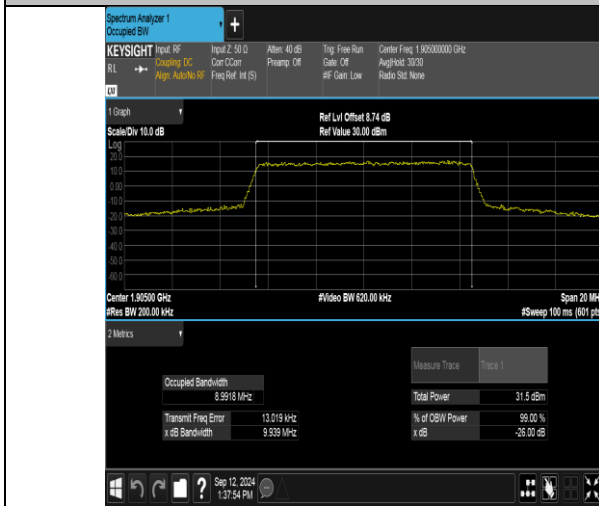 Spectrum Analyzer 1
Occupied BW
+
KEYSIGHT Input: RF Input Z: 50 Ω Atten: 40 dB Trig: Free Run Center Freq: 1.905000000 GHz
RL Coupling: DC Corr CCorr Preamp: Off Gate: Off Avg|Hold: 30/30
Align: Auto/No RF Freq Ref: Int (S) #IF Gain: Low Radio Std: None
1 Graph Ref Lvl Offset 8.74 dB
Scale/Div 10.0 dB Ref Value 30.00 dBm
Log
20.0
10.0
0.00
-10.0
-20.0
-30.0
-40.0
-50.0
-60.0
Center 1.90500 GHz #Video BW 620.00 kHz Span 20 MH
#Res BW 200.00 kHz #Sweep 100 ms (601 pts
2 Metrics
Measure Trace Trace 1
Occupied Bandwidth
8.9918 MHz Total Power 31.5 dBm
Transmit Freq Error 13.019 kHz % of OBW Power 99.00 %
x dB Bandwidth 9.939 MHz x dB -26.00 dB
? Sep 12, 2024
1:37:54 PM